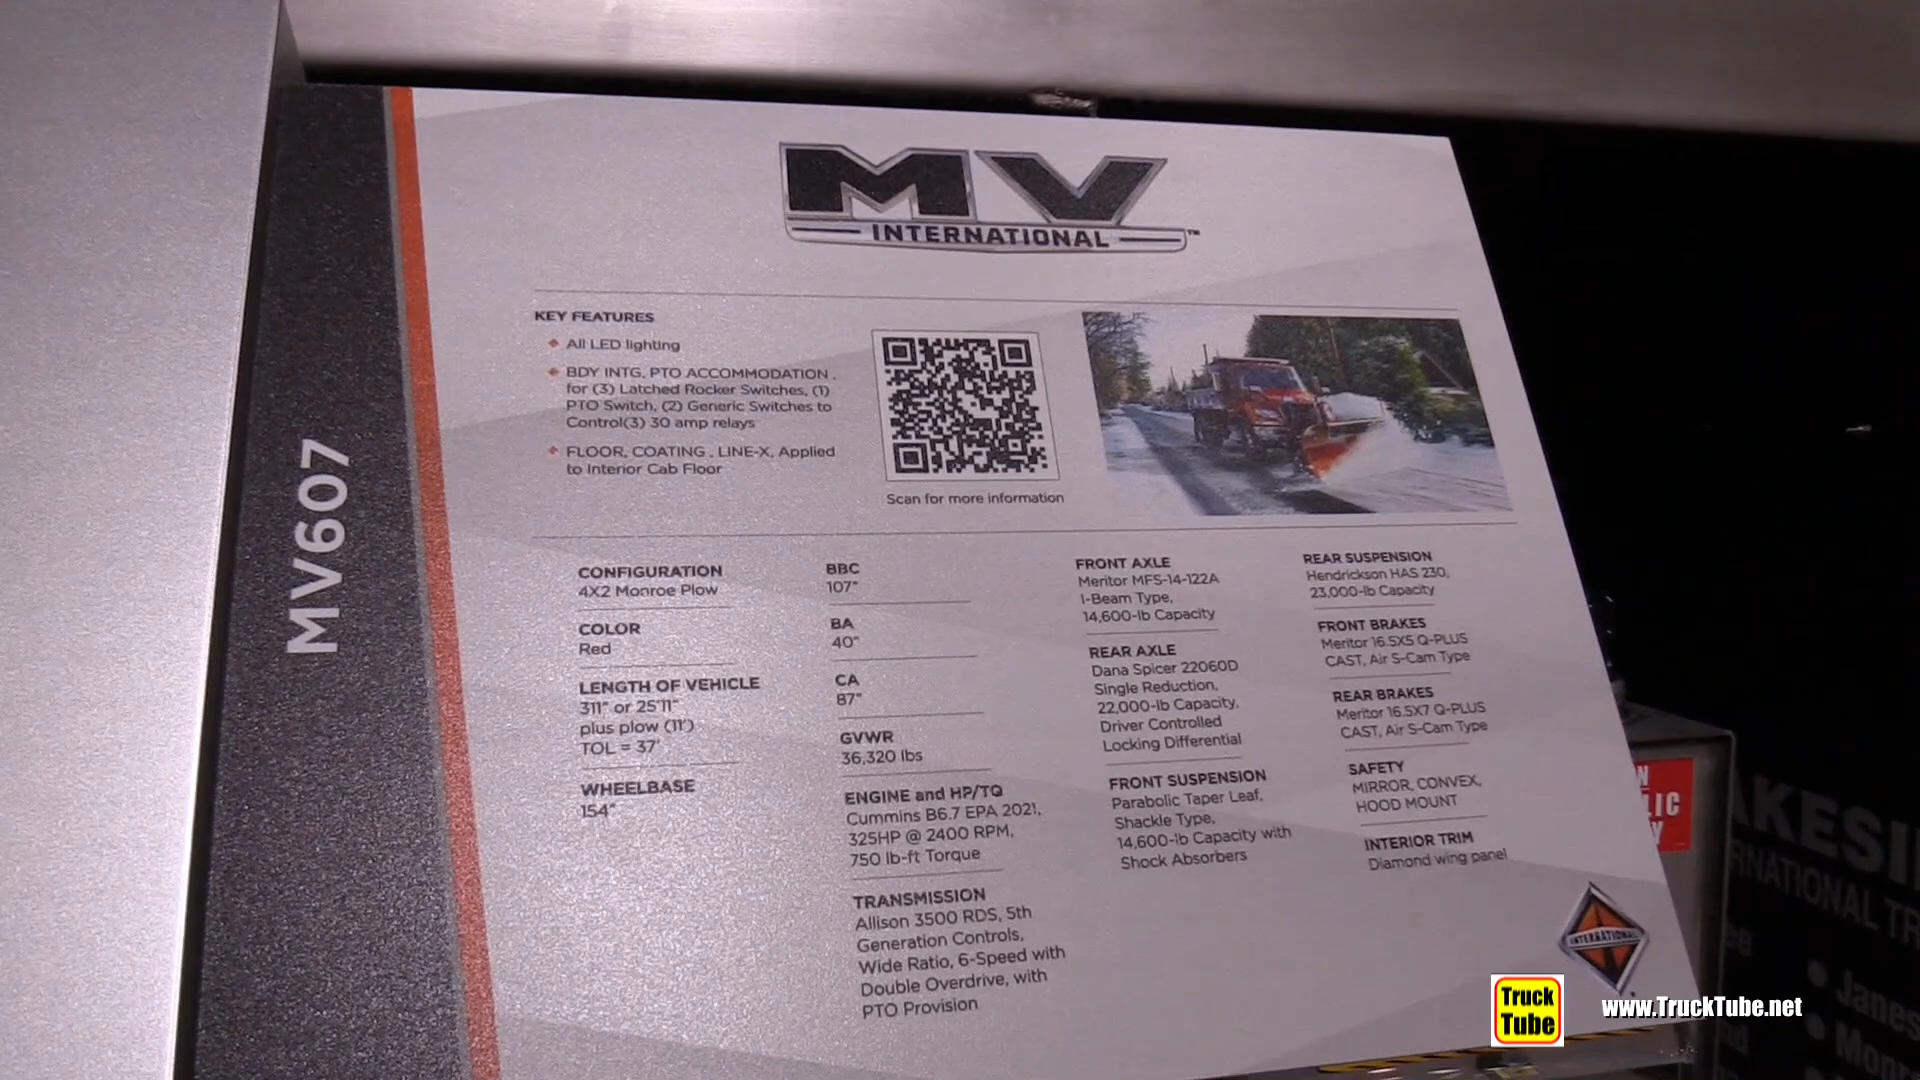 MV
INTERNATIONAL™
MV607
KEY FEATURES
All LED lighting
BDY INTG, PTO ACCOMMODATION ,
for (3) Latched Rocker Switches, (1)
PTO Switch, (2) Generic Switches to
Control(3) 30 amp relays
FLOOR, COATING , LINE-X, Applied
to Interior Cab Floor
Scan for more information
CONFIGURATION
4X2 Monroe Plow
COLOR
Red
LENGTH OF VEHICLE
311" or 25'11"
plus plow (11')
TOL = 37'
WHEELBASE
154"
BBC
107"
BA
40"
CA
87"
GVWR
36,320 lbs
ENGINE and HP/TQ
Cummins B6.7 EPA 2021,
325HP @ 2400 RPM,
750 lb-ft Torque
TRANSMISSION
Allison 3500 RDS, 5th
Generation Controls,
Wide Ratio, 6-Speed with
Double Overdrive, with
PTO Provision
FRONT AXLE
Meritor MFS-14-122A
I-Beam Type,
14,600-lb Capacity
REAR AXLE
Dana Spicer 22060D
Single Reduction,
22,000-lb Capacity,
Driver Controlled
Locking Differential
FRONT SUSPENSION
Parabolic Taper Leaf,
Shackle Type,
14,600-lb Capacity with
Shock Absorbers
REAR SUSPENSION
Hendrickson HAS 230,
23,000-lb Capacity
FRONT BRAKES
Meritor 16.5X5 Q-PLUS
CAST, Air S-Cam Type
REAR BRAKES
Meritor 16.5X7 Q-PLUS
CAST, Air S-Cam Type
SAFETY
MIRROR, CONVEX,
HOOD MOUNT
INTERIOR TRIM
Diamond wing panel
INTERNATIONAL
Truck
Tube
www.TruckTube.net